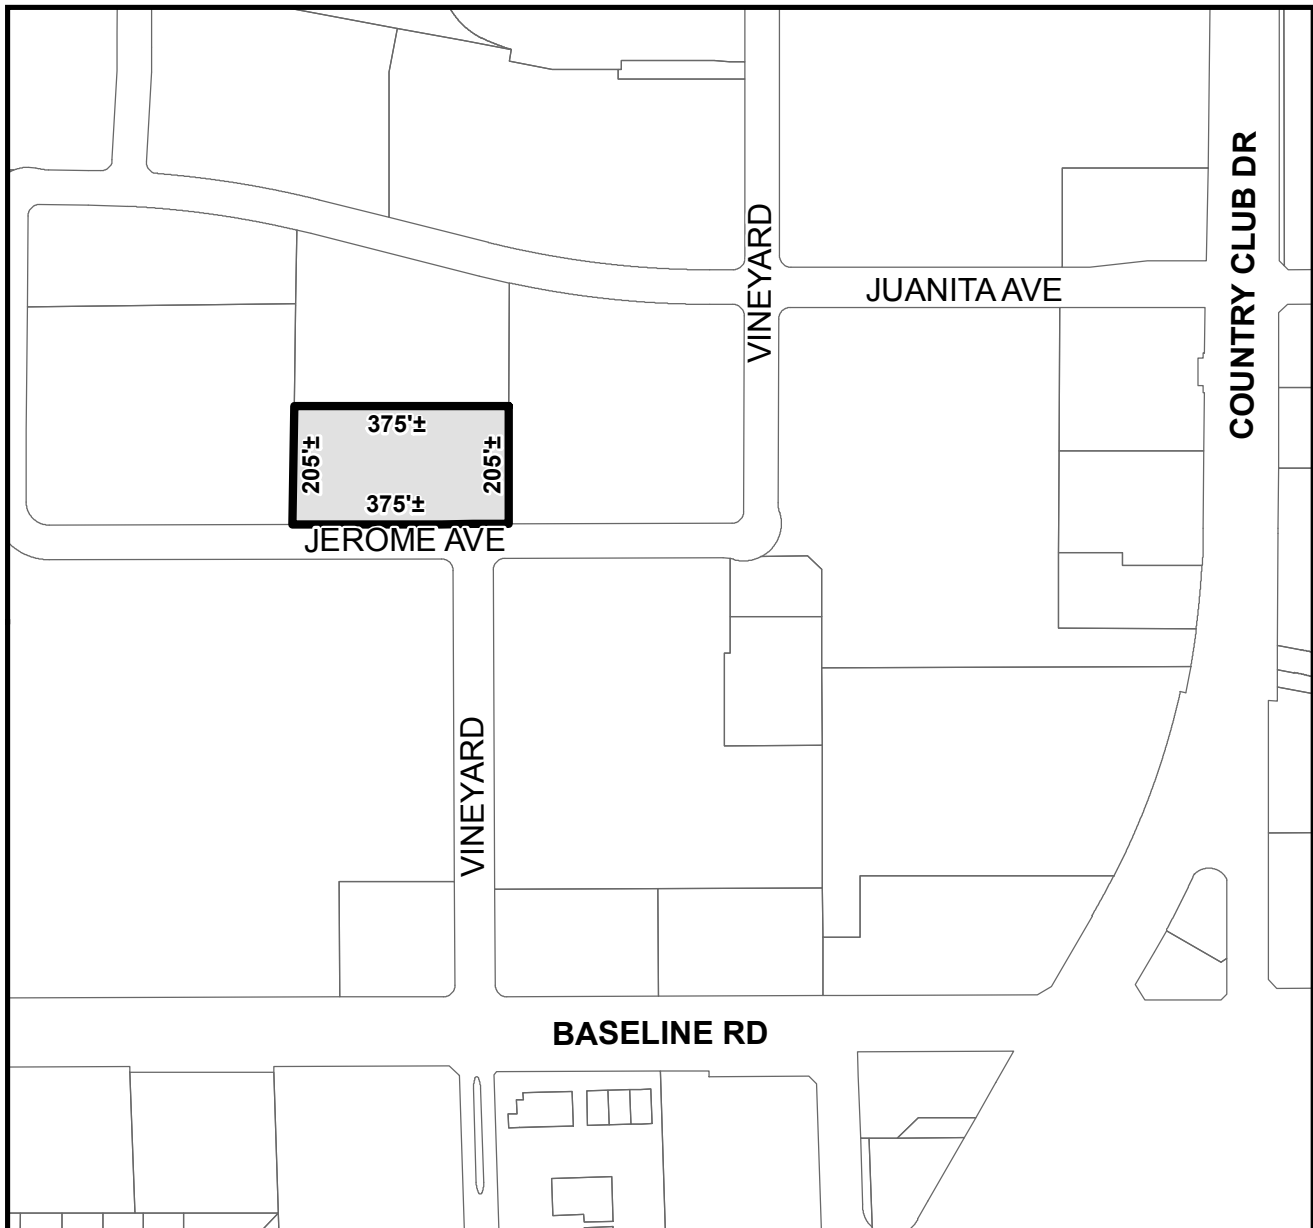 COUNTRY CLUB DR
VINEYARD
JUANITA AVE
375'±
205'±
205'±
375'±
JEROME AVE
VINEYARD
BASELINE RD